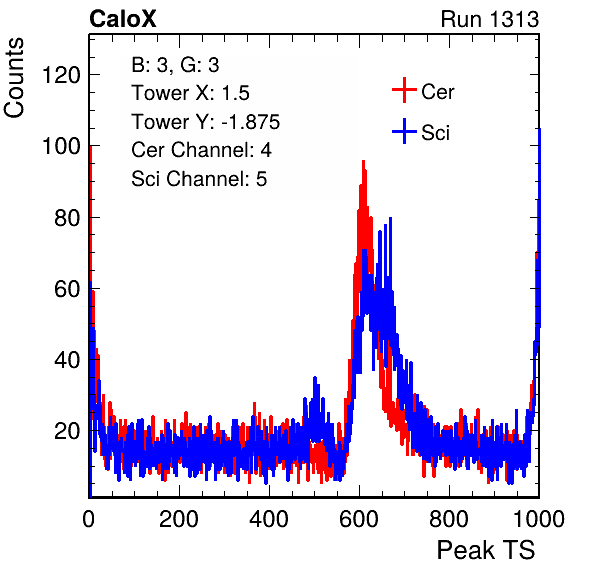 CaloX Run 1313
Counts
B: 3, G: 3
Tower X: 1.5
Tower Y: -1.875
Cer Channel: 4
Sci Channel: 5
Cer
Sci
120
100
80
60
40
20
0 200 400 600 800 1000
Peak TS